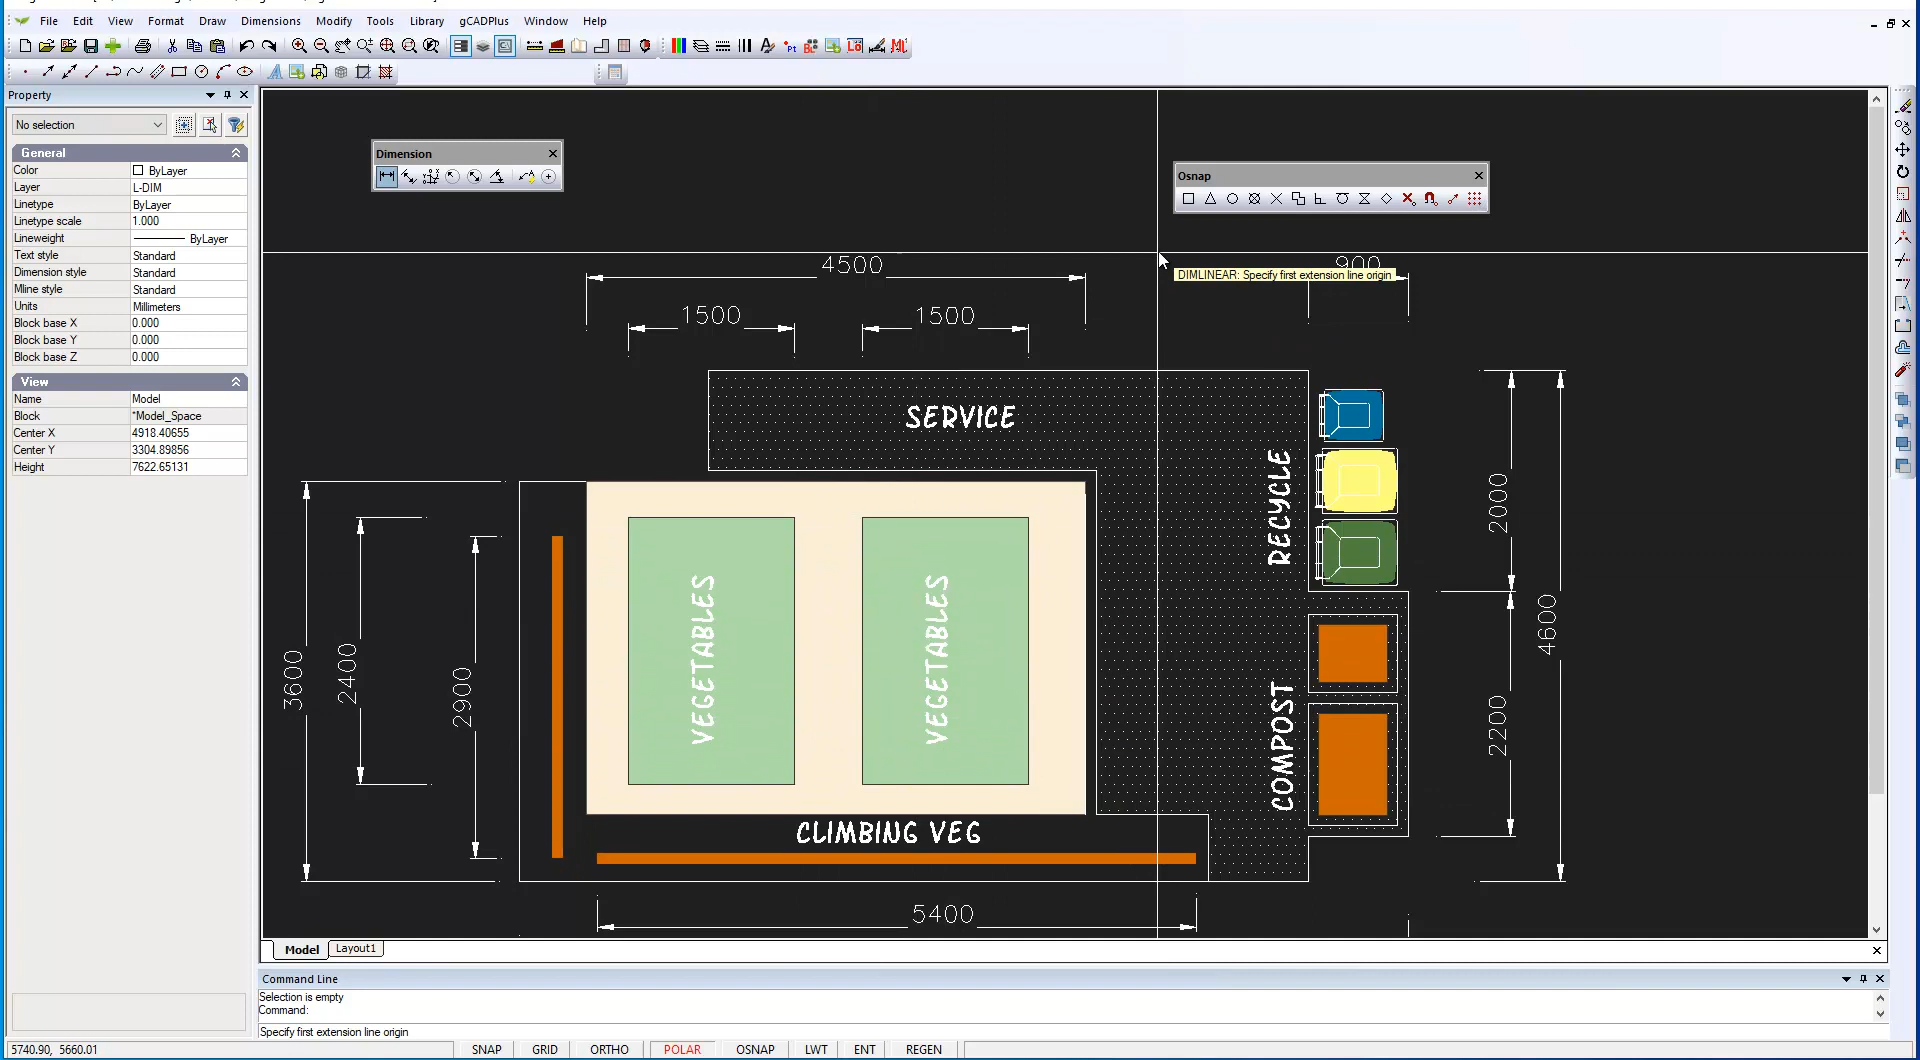 File Edit View Format Draw Dimensions Modify Tools Library gCADPlus Window Help
Property
No selection
General
Color ByLayer
Layer L-DIM
Linetype ByLayer
Linetype scale 1.000
Lineweight ByLayer
Text style Standard
Dimension style Standard
Mline style Standard
Units Millimeters
Block base X 0.000
Block base Y 0.000
Block base Z 0.000
View
Name Model
Block *Model_Space
Center X 4918.40655
Center Y 3304.89856
Height 7622.65131
Dimension
Osnap
4500
900
DIMLINEAR: Specify first extension line origin
1500
1500
SERVICE
RECYCLE
2000
4600
3600
2400
2900
VEGETABLES
VEGETABLES
COMPOST
2200
CLIMBING VEG
5400
Model Layout1
Command Line
Selection is empty
Command:
Specify first extension line origin
5740.90, 5660.01 SNAP GRID ORTHO POLAR OSNAP LWT ENT REGEN